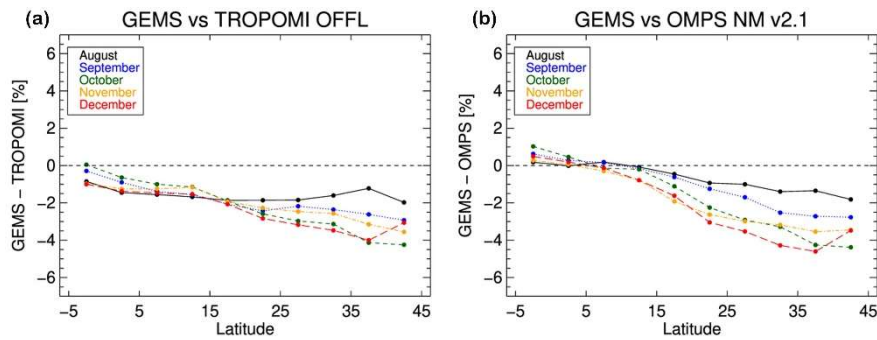 (a) GEMS vs TROPOMI OFFL
GEMS − TROPOMI [%]
6
4
2
0
−2
−4
−6
August
September
October
November
December
−5 5 15 25 35 45
Latitude
(b) GEMS vs OMPS NM v2.1
GEMS − OMPS [%]
6
4
2
0
−2
−4
−6
August
September
October
November
December
−5 5 15 25 35 45
Latitude